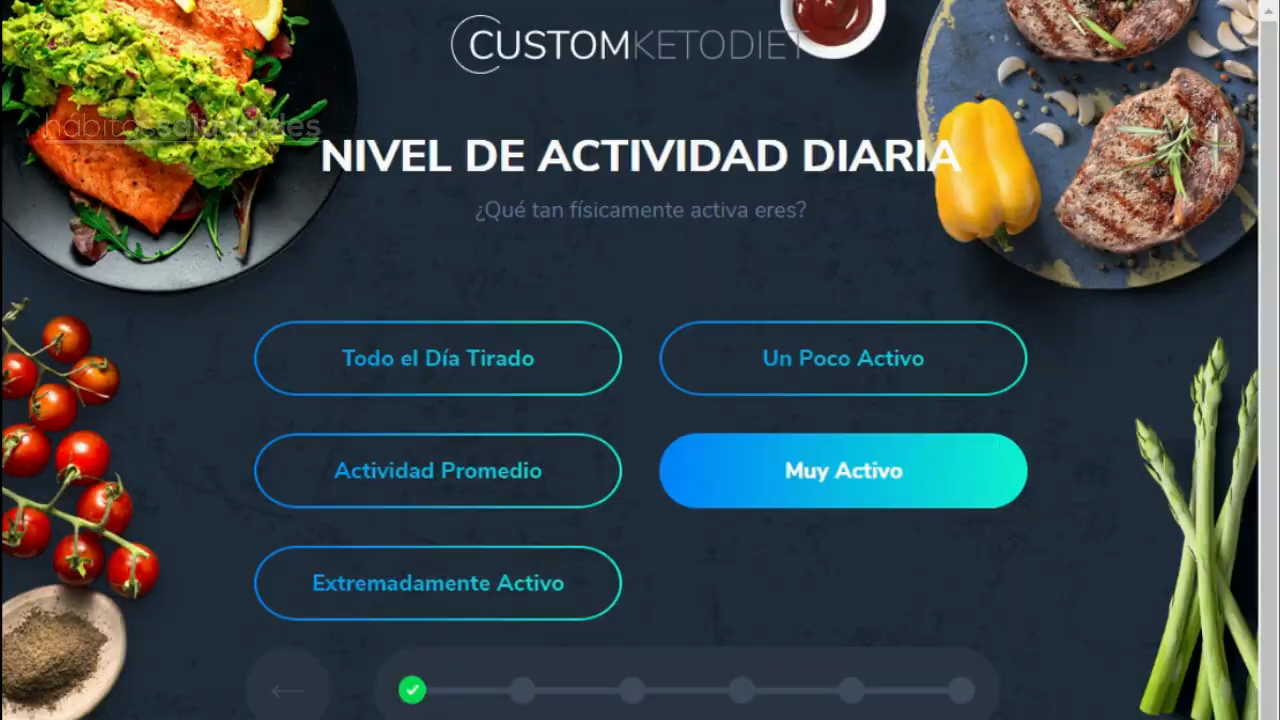 CUSTOMKETODIET
hábitossaludables
NIVEL DE ACTIVIDAD DIARIA
¿Qué tan físicamente activa eres?
Todo el Día Tirado
Un Poco Activo
Actividad Promedio
Muy Activo
Extremadamente Activo